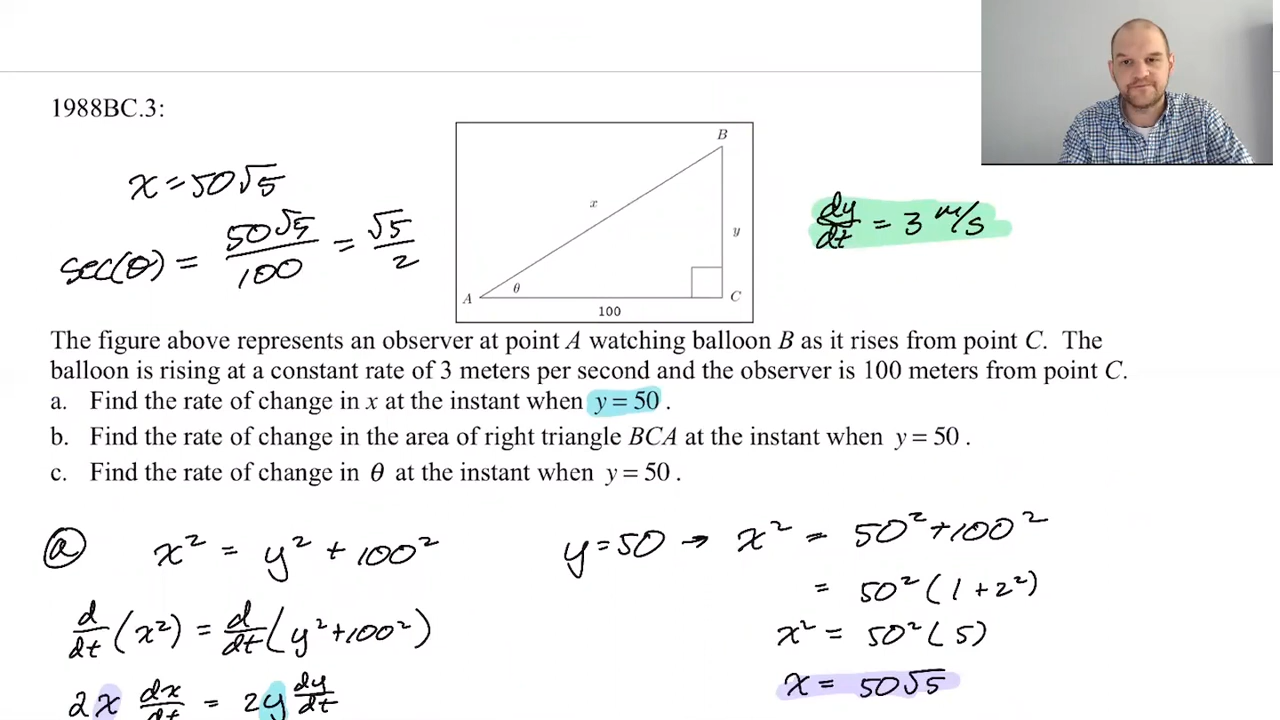 1988BC.3:
x = 50√5
sec(θ) = 50√5/100 = √5/2
B
x
y
A
θ
C
100
dy/dt = 3 m/s
The figure above represents an observer at point A watching balloon B as it rises from point C. The
balloon is rising at a constant rate of 3 meters per second and the observer is 100 meters from point C.
a. Find the rate of change in x at the instant when y = 50 .
b. Find the rate of change in the area of right triangle BCA at the instant when y = 50 .
c. Find the rate of change in θ at the instant when y = 50 .
ⓐ x² = y² + 100²
d/dt (x²) = d/dt (y² + 100²)
2x dx/dt = 2y dy/dt
y = 50 → x² = 50² + 100²
= 50² (1 + 2²)
x² = 50² (5)
x = 50√5